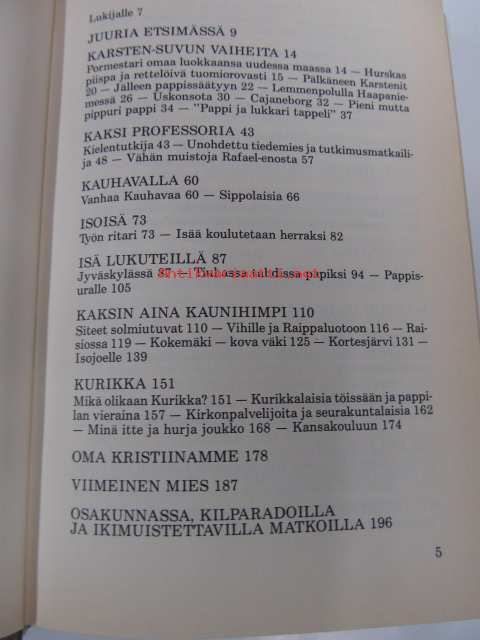 Lukijalle 7
JUURIA ETSIMÄSSÄ 9
KARSTEN-SUVUN VAIHEITA 14
Pormestari omaa luokkaansa uudessa maassa 14 — Hurskas
piispa ja rettelöivä tuomiorovasti 15 — Pälkäneen Karstenit
20 — Jälleen pappissäätyyn 22 — Lemmenpolulla Haapanie-
messä 26 — Uskonsota 30 — Cajaneborg 32 — Pieni mutta
pippuri pappi 34 — "Pappi ja lukkari tappeli" 37
KAKSI PROFESSORIA 43
Kielentutkija 43 — Unohdettu tiedemies ja tutkimusmatkaili-
ja 48 — Vähän muistoja Rafael-enosta 57
KAUHAVALLA 60
Vanhaa Kauhavaa 60 — Sippolaisia 66
ISOISÄ 73
Työn ritari 73 — Isää koulutetaan herraksi 82
ISÄ LUKUTEILLÄ 87
Jyväskylässä 87 — Tiukassa tahdissa papiksi 94 — Pappis-
uralle 105
KAKSIN AINA KAUNIHIMPI 110
Siteet solmiutuvat 110 — Vihille ja Raippaluotoon 116 — Rai-
siossa 119 — Kokemäki — kova väki 125 — Kortesjärvi 131 —
Isojoelle 139
KURIKKA 151
Mikä olikaan Kurikka? 151 — Kurikkalaisia töissään ja pappi-
lan vieraina 157 — Kirkonpalvelijoita ja seurakuntalaisia 162
— Minä itte ja hurja joukko 168 — Kansakouluun 174
OMA KRISTIINAMME 178
VIIMEINEN MIES 187
OSAKUNNASSA, KILPARADOILLA
JA IKIMUISTETTAVILLA MATKOILLA 196
5